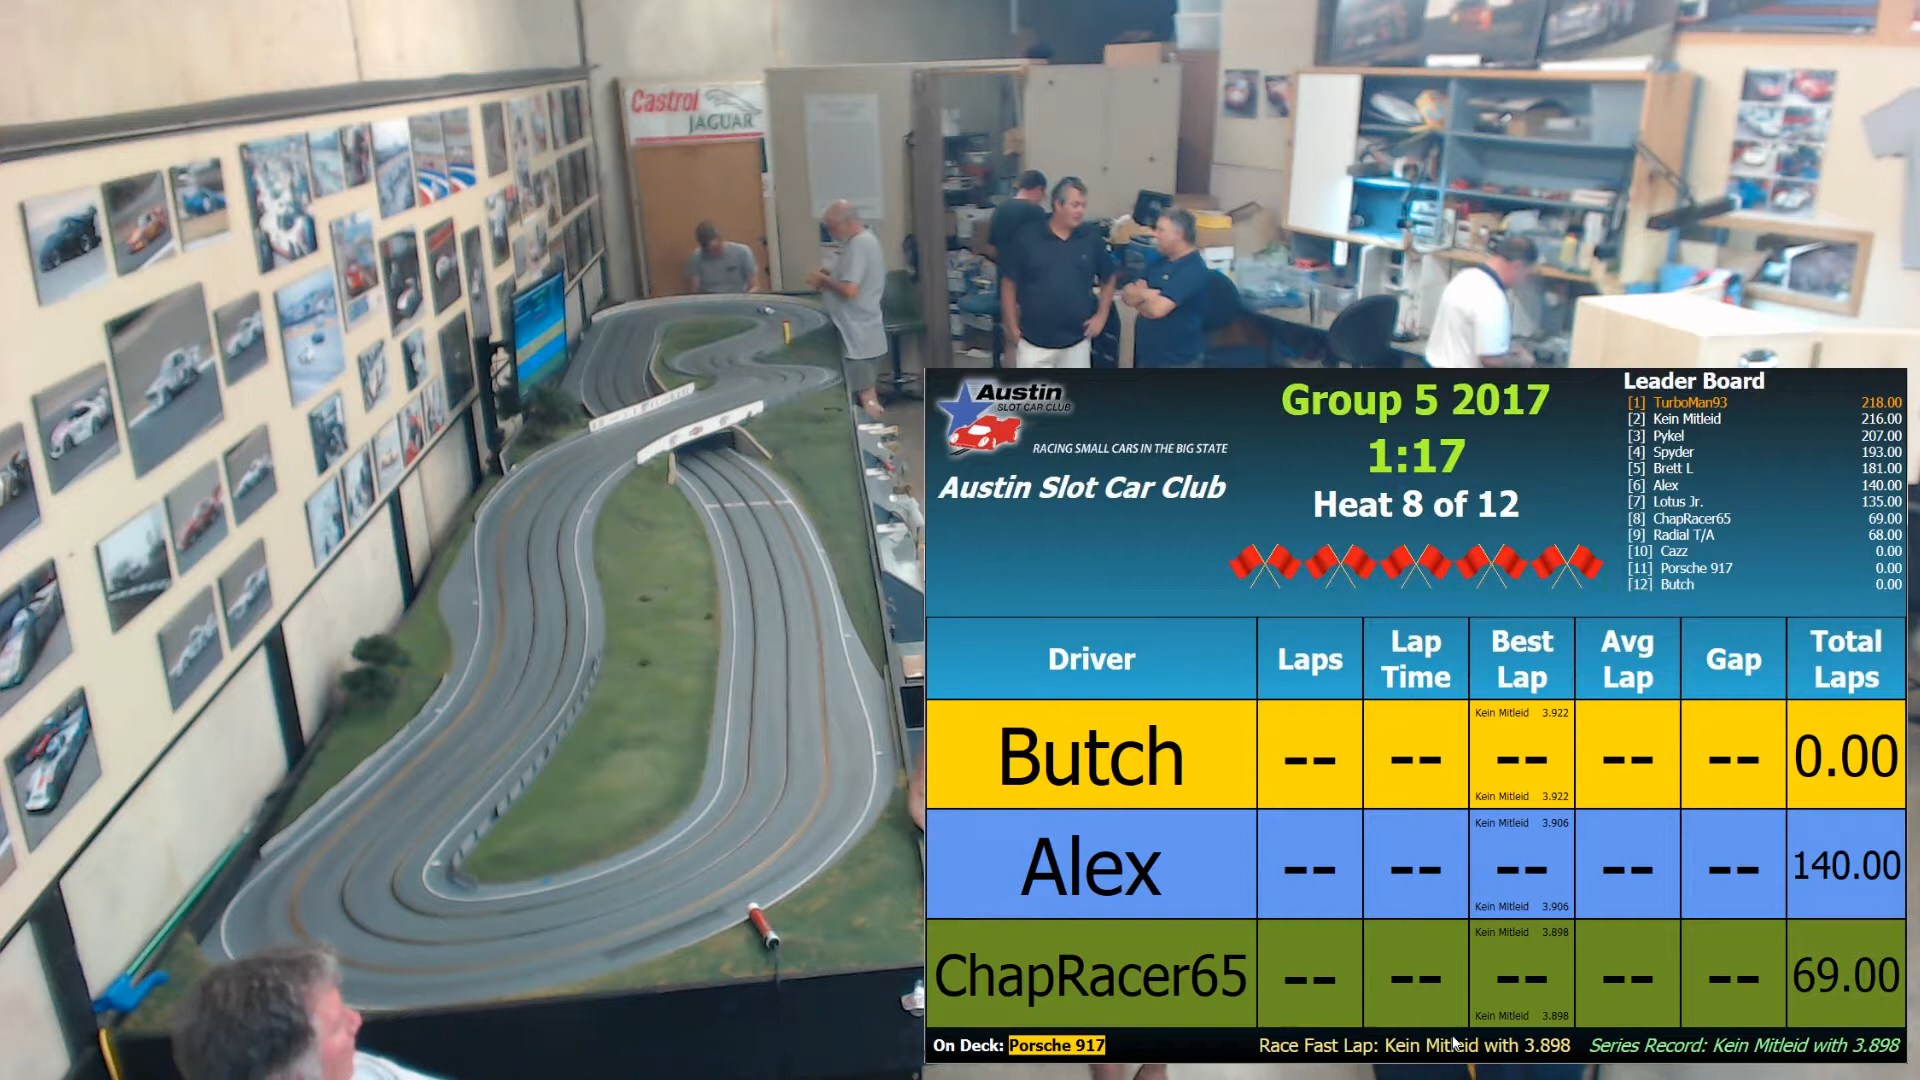 Castrol
JAGUAR
Austin
SLOT CAR CLUB
RACING SMALL CARS IN THE BIG STATE
Austin Slot Car Club
Group 5 2017
1:17
Heat 8 of 12
Leader Board
[1] TurboMan93 218.00
[2] Kein Mitleid 216.00
[3] Pykel 207.00
[4] Spyder 193.00
[5] Brett L 181.00
[6] Alex 140.00
[7] Lotus Jr. 135.00
[8] ChapRacer65 69.00
[9] Radial T/A 68.00
[10] Cazz 0.00
[11] Porsche 917 0.00
[12] Butch 0.00
Driver Laps Lap Time Best Lap Avg Lap Gap Total Laps
Kein Mitleid 3.922
Butch -- -- -- -- -- 0.00
Kein Mitleid 3.922
Kein Mitleid 3.906
Alex -- -- -- -- -- 140.00
Kein Mitleid 3.906
Kein Mitleid 3.898
ChapRacer65 -- -- -- -- -- 69.00
Kein Mitleid 3.898
On Deck: Porsche 917 Race Fast Lap: Kein Mitleid with 3.898 Series Record: Kein Mitleid with 3.898